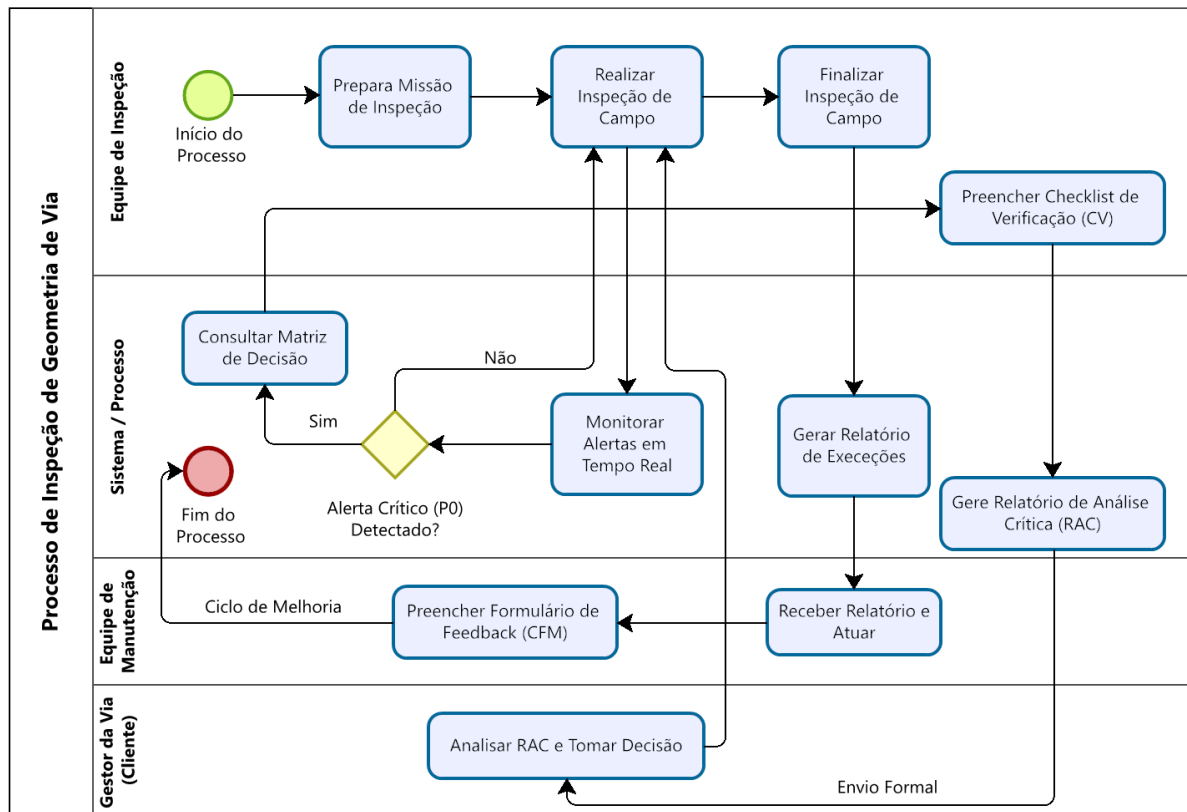 Processo de Inspeção de Geometria de Via
Equipe de Inspeção
Início do
Processo
Prepara Missão
de Inspeção
Realizar
Inspeção de
Campo
Finalizar
Inspeção de
Campo
Preencher Checklist de
Verificação (CV)
Sistema / Processo
Consultar Matriz
de Decisão
Não
Sim
Alerta Crítico (P0)
Detectado?
Monitorar
Alertas em
Tempo Real
Gerar Relatório
de Execeções
Gere Relatório de Análise
Crítica (RAC)
Fim do
Processo
Equipe de
Manutenção
Ciclo de Melhoria
Preencher Formulário de
Feedback (CFM)
Receber Relatório e
Atuar
Gestor da Via
(Cliente)
Analisar RAC e Tomar Decisão
Envio Formal